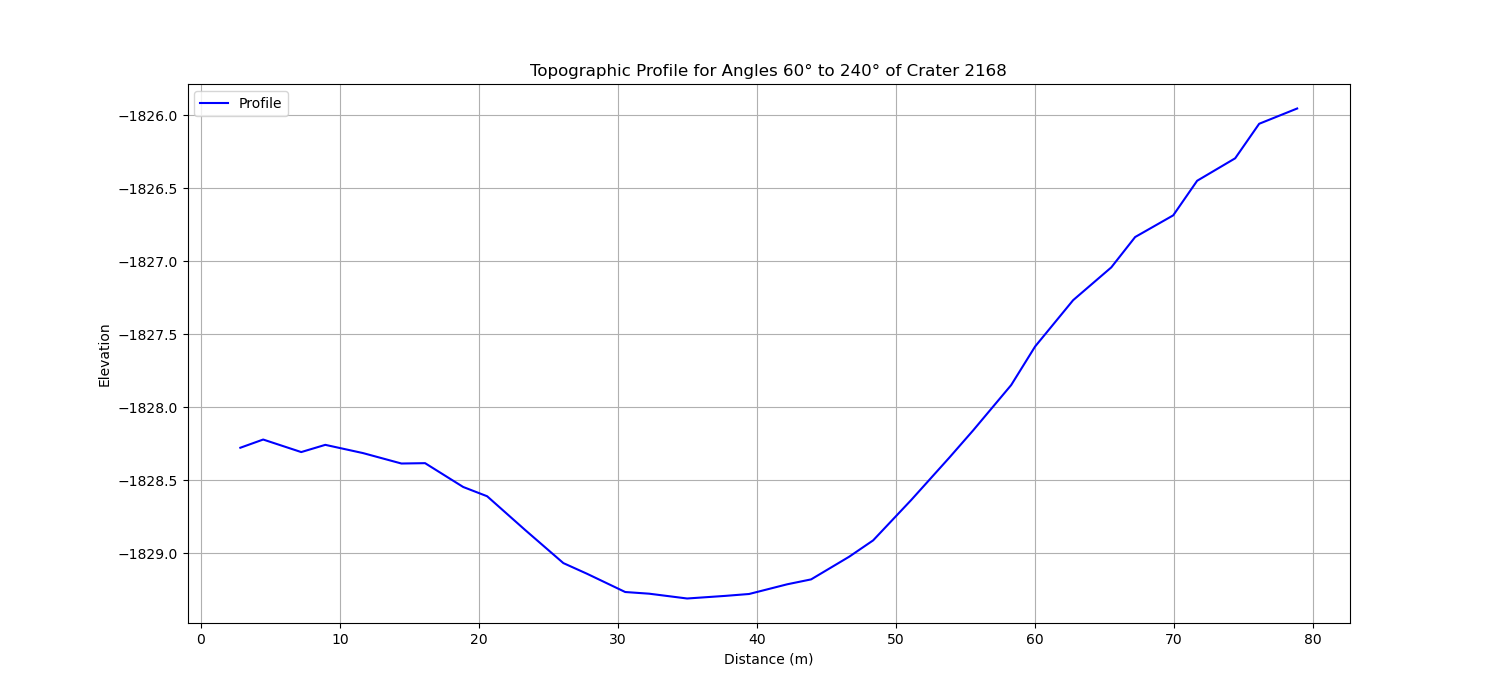 Topographic Profile for Angles 60° to 240° of Crater 2168
Profile
−1826.0
−1826.5
−1827.0
−1827.5
−1828.0
−1828.5
−1829.0
Elevation
0 10 20 30 40 50 60 70 80
Distance (m)